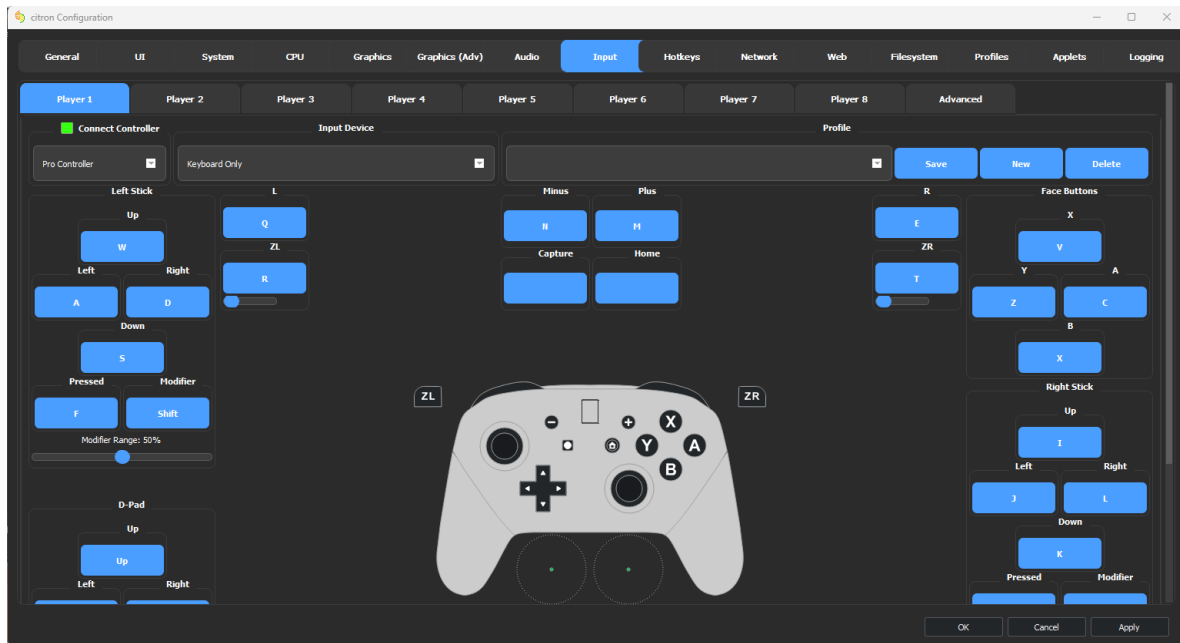 citron Configuration
General UI System CPU Graphics Graphics (Adv) Audio Input Hotkeys Network Web Filesystem Profiles Applets Logging
Player 1 Player 2 Player 3 Player 4 Player 5 Player 6 Player 7 Player 8 Advanced
Connect Controller Input Device Profile
Pro Controller Keyboard Only Save New Delete
Left Stick L Minus Plus R Face Buttons
Up Q N M E X
W ZL Capture Home ZR V
Left Right R T Y A
A D Z C
Down B
S X
Pressed Modifier Right Stick
F Shift ZL ZR Up
Modifier Range: 50% X I
Y A Left Right
B J L
D-Pad Down
Up K
Up Pressed Modifier
Left Right
OK Cancel Apply